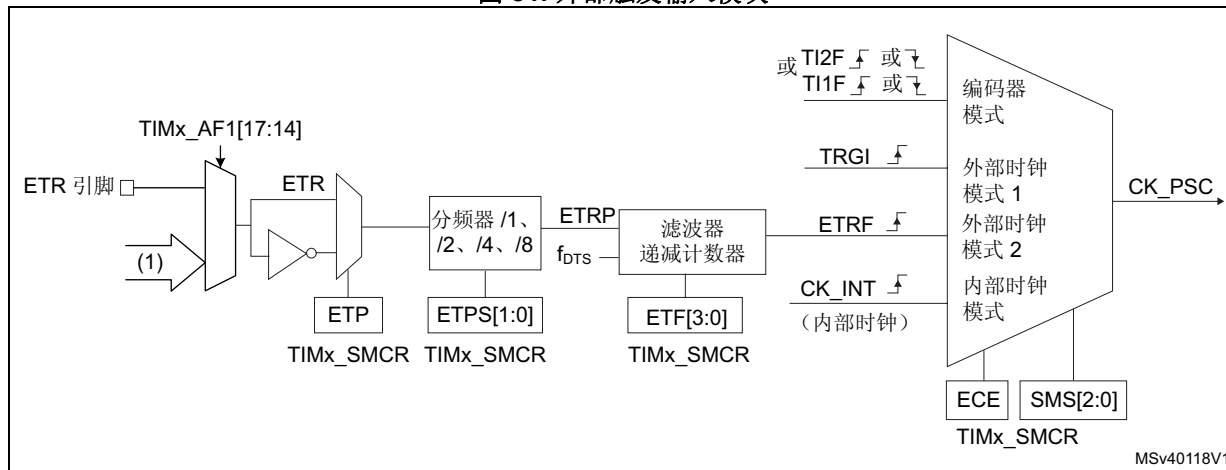 或 TI2F 或
TI1F 或
编码器
模式
TIMx_AF1[17:14]
TRGI
外部时钟
模式 1
ETR 引脚
ETR
CK_PSC
(1)
分频器 /1、
/2、/4、/8
ETRP
f_DTS
滤波器
递减计数器
ETRF
外部时钟
模式 2
CK_INT
(内部时钟)
内部时钟
模式
ETP
TIMx_SMCR
ETPS[1:0]
TIMx_SMCR
ETF[3:0]
TIMx_SMCR
ECE
SMS[2:0]
TIMx_SMCR
MSv40118V1